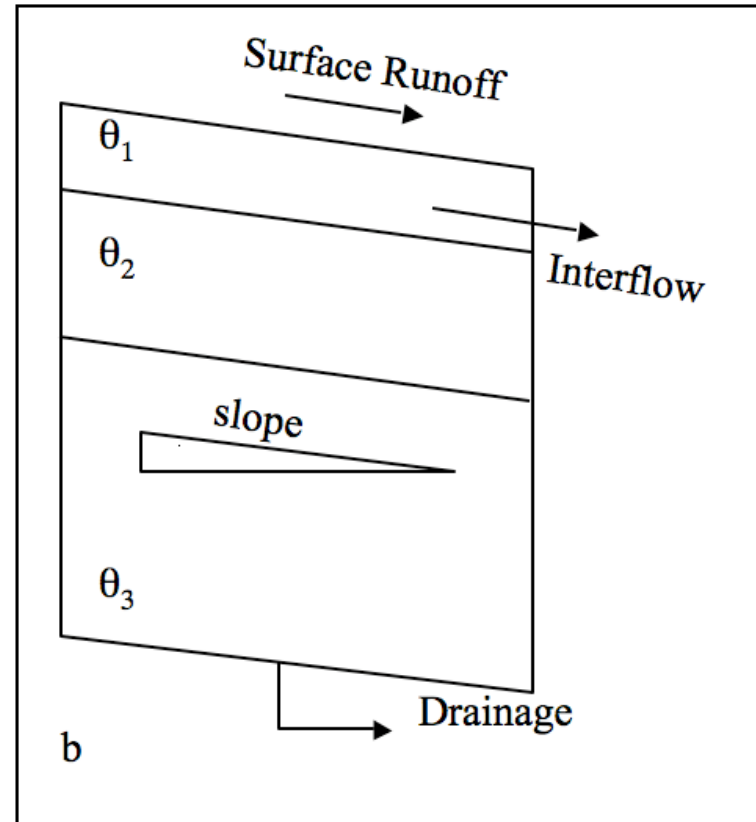 Surface Runoff
θ₁
θ₂
Interflow
slope
θ₃
Drainage
b